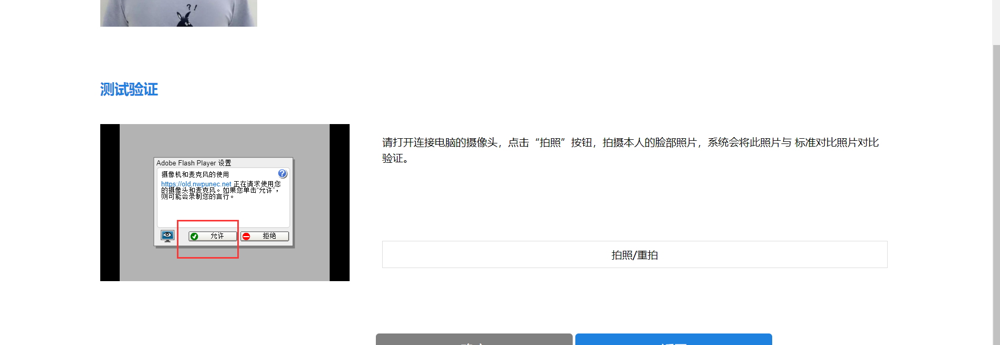 ?!
测试验证
请打开连接电脑的摄像头，点击“拍照”按钮，拍摄本人的脸部照片，系统会将此照片与 标准对比照片对比
验证。
Adobe Flash Player 设置
摄像机和麦克风的使用
https://old.nwpunec.net 正在请求使用您
的摄像头和麦克风。如果您单击“允许”，
则可能会录制您的言行。
允许
拒绝
拍照/重拍